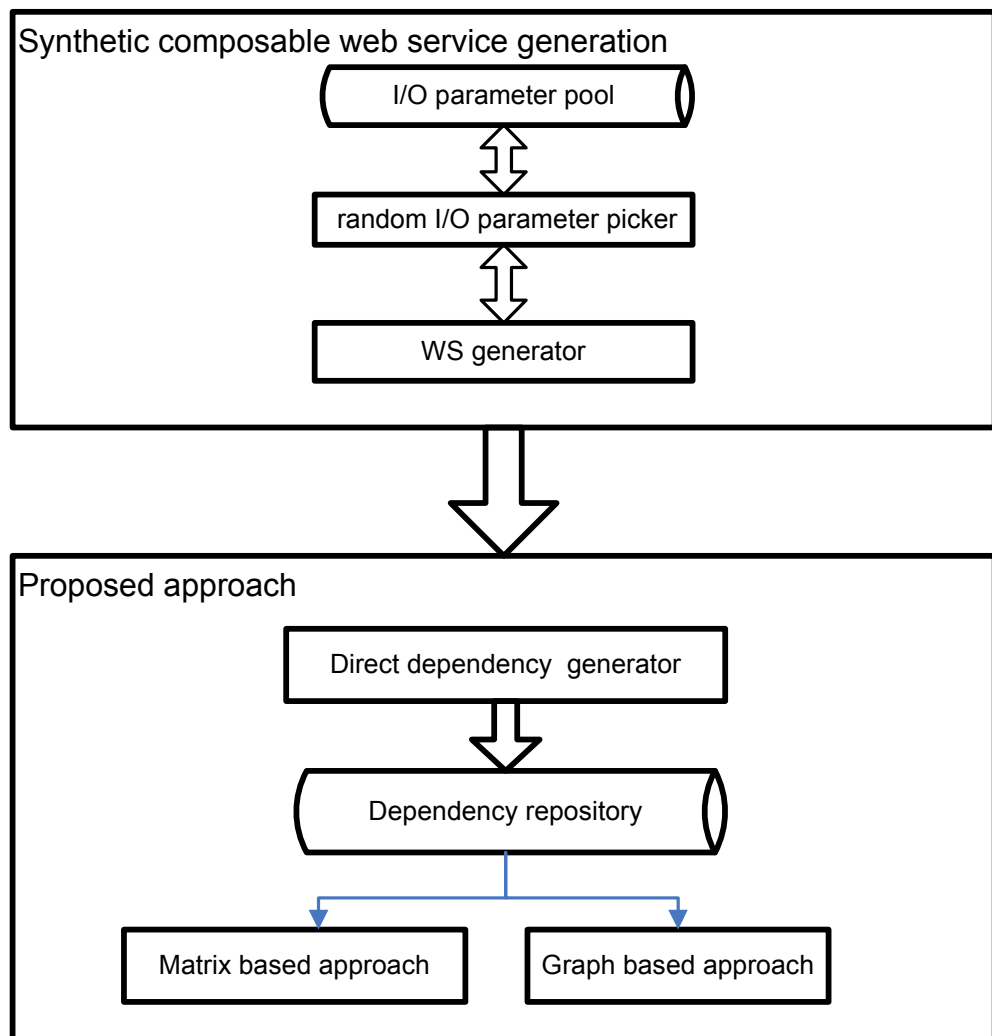 Synthetic composable web service generation
I/O parameter pool
random I/O parameter picker
WS generator
Proposed approach
Direct dependency generator
Dependency repository
Matrix based approach
Graph based approach